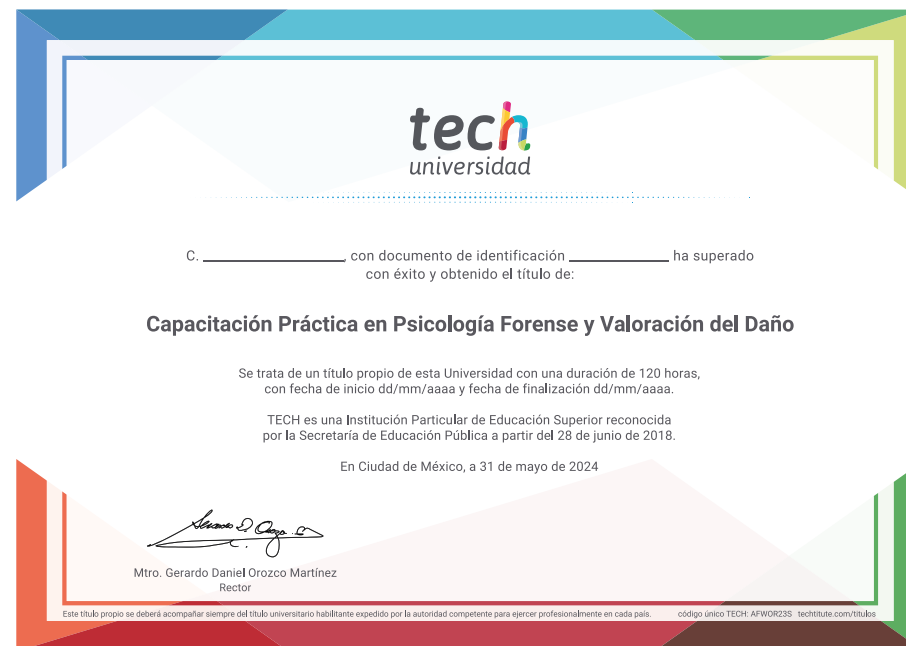 tech
universidad
C. ____________, con documento de identificación ____________ ha superado
con éxito y obtenido el título de:
Capacitación Práctica en Psicología Forense y Valoración del Daño
Se trata de un título propio de esta Universidad con una duración de 120 horas,
con fecha de inicio dd/mm/aaaa y fecha de finalización dd/mm/aaaa.
TECH es una Institución Particular de Educación Superior reconocida
por la Secretaría de Educación Pública a partir del 28 de junio de 2018.
En Ciudad de México, a 31 de mayo de 2024
Mtro. Gerardo Daniel Orozco Martínez
Rector
Este título propio se deberá acompañar siempre del título universitario habilitante expedido por la autoridad competente para ejercer profesionalmente en cada país. código único TECH: AFWOR23S techtitute.com/titulos